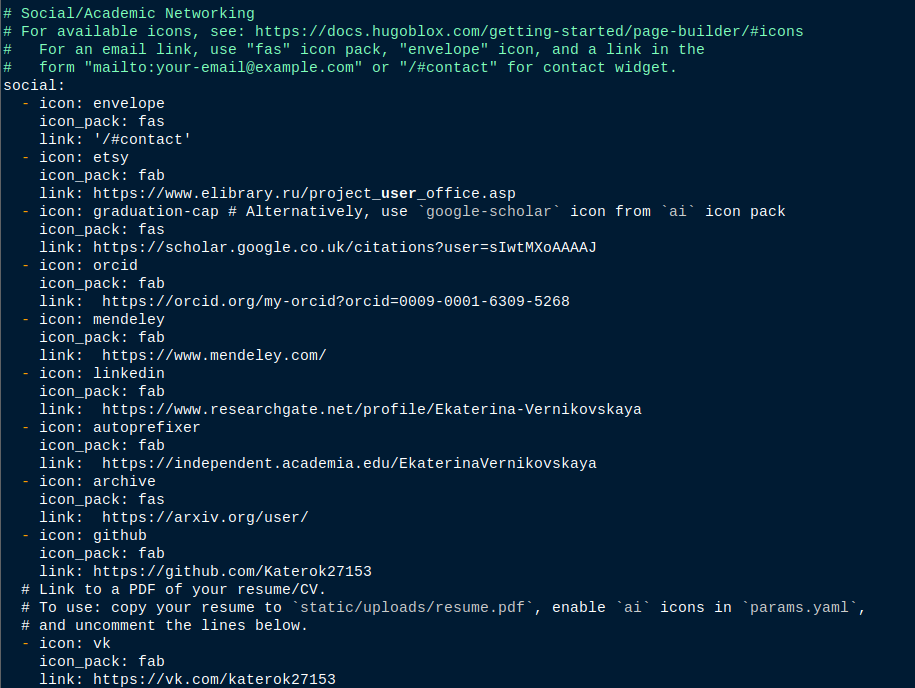 # Social/Academic Networking
# For available icons, see: https://docs.hugoblox.com/getting-started/page-builder/#icons
#   For an email link, use "fas" icon pack, "envelope" icon, and a link in the
#   form "mailto:your-email@example.com" or "/#contact" for contact widget.
social:
  - icon: envelope
    icon_pack: fas
    link: '/#contact'
  - icon: etsy
    icon_pack: fab
    link: https://www.elibrary.ru/project_user_office.asp
  - icon: graduation-cap # Alternatively, use `google-scholar` icon from `ai` icon pack
    icon_pack: fas
    link: https://scholar.google.co.uk/citations?user=sIwtMXoAAAAJ
  - icon: orcid
    icon_pack: fab
    link:  https://orcid.org/my-orcid?orcid=0009-0001-6309-5268
  - icon: mendeley
    icon_pack: fab
    link:  https://www.mendeley.com/
  - icon: linkedin
    icon_pack: fab
    link:  https://www.researchgate.net/profile/Ekaterina-Vernikovskaya
  - icon: autoprefixer
    icon_pack: fab
    link:  https://independent.academia.edu/EkaterinaVernikovskaya
  - icon: archive
    icon_pack: fas
    link:  https://arxiv.org/user/
  - icon: github
    icon_pack: fab
    link: https://github.com/Katerok27153
  # Link to a PDF of your resume/CV.
  # To use: copy your resume to `static/uploads/resume.pdf`, enable `ai` icons in `params.yaml`,
  # and uncomment the lines below.
  - icon: vk
    icon_pack: fab
    link: https://vk.com/katerok27153